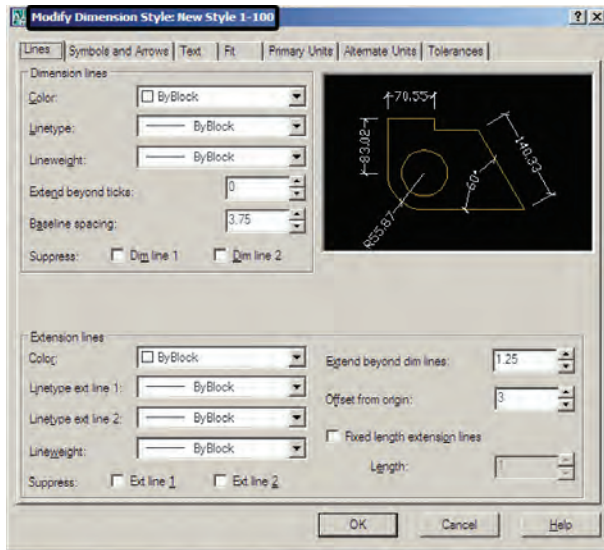 Modify Dimension Style: New Style 1-100
Lines Symbols and Arrows Text Fit Primary Units Alternate Units Tolerances
Dimension lines
Color: ByBlock
Linetype: ByBlock
Lineweight: ByBlock
Extend beyond ticks: 0
Baseline spacing: 3.75
Suppress: Dim line 1 Dim line 2
70.55
83.02
140.33
60°
R55.87
Extension lines
Color: ByBlock
Linetype ext line 1: ByBlock
Linetype ext line 2: ByBlock
Lineweight: ByBlock
Suppress: Ext line 1 Ext line 2
Extend beyond dim lines: 1.25
Offset from origin: 3
Fixed length extension lines
Length: 1
OK Cancel Help